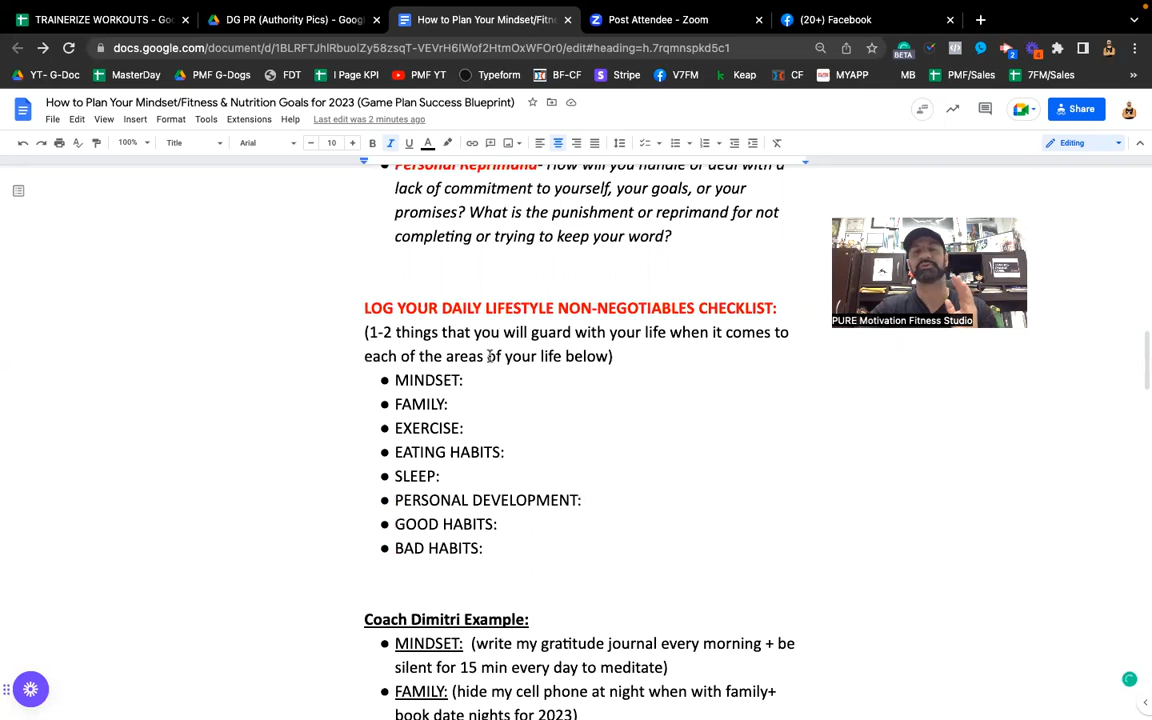 TRAINERIZE WORKOUTS - Goo
DG PR (Authority Pics) - Google
How to Plan Your Mindset/Fitne
Post Attendee - Zoom
(20+) Facebook
docs.google.com/document/d/1BLRFTJhlRbuolZy58zsqT-VEVrH6lWof2HtmOxWFOr0/edit#heading=h.7rqmnspkd5c1
BETA
4
YT- G-Doc
MasterDay
PMF G-Dogs
FDT
I Page KPI
PMF YT
Typeform
BF-CF
Stripe
V7FM
Keap
CF
MYAPP
MB
PMF/Sales
7FM/Sales
How to Plan Your Mindset/Fitness & Nutrition Goals for 2023 (Game Plan Success Blueprint)
File Edit View Insert Format Tools Extensions Help Last edit was 2 minutes ago
Share
100% Title Arial 10 Editing
Personal Reprimand- How will you handle or deal with a
lack of commitment to yourself, your goals, or your
promises? What is the punishment or reprimand for not
completing or trying to keep your word?
LOG YOUR DAILY LIFESTYLE NON-NEGOTIABLES CHECKLIST:
(1-2 things that you will guard with your life when it comes to
each of the areas of your life below)
● MINDSET:
● FAMILY:
● EXERCISE:
● EATING HABITS:
● SLEEP:
● PERSONAL DEVELOPMENT:
● GOOD HABITS:
● BAD HABITS:
PURE Motivation Fitness Studio
Coach Dimitri Example:
● MINDSET: (write my gratitude journal every morning + be
silent for 15 min every day to meditate)
● FAMILY: (hide my cell phone at night when with family+
book date nights for 2023)